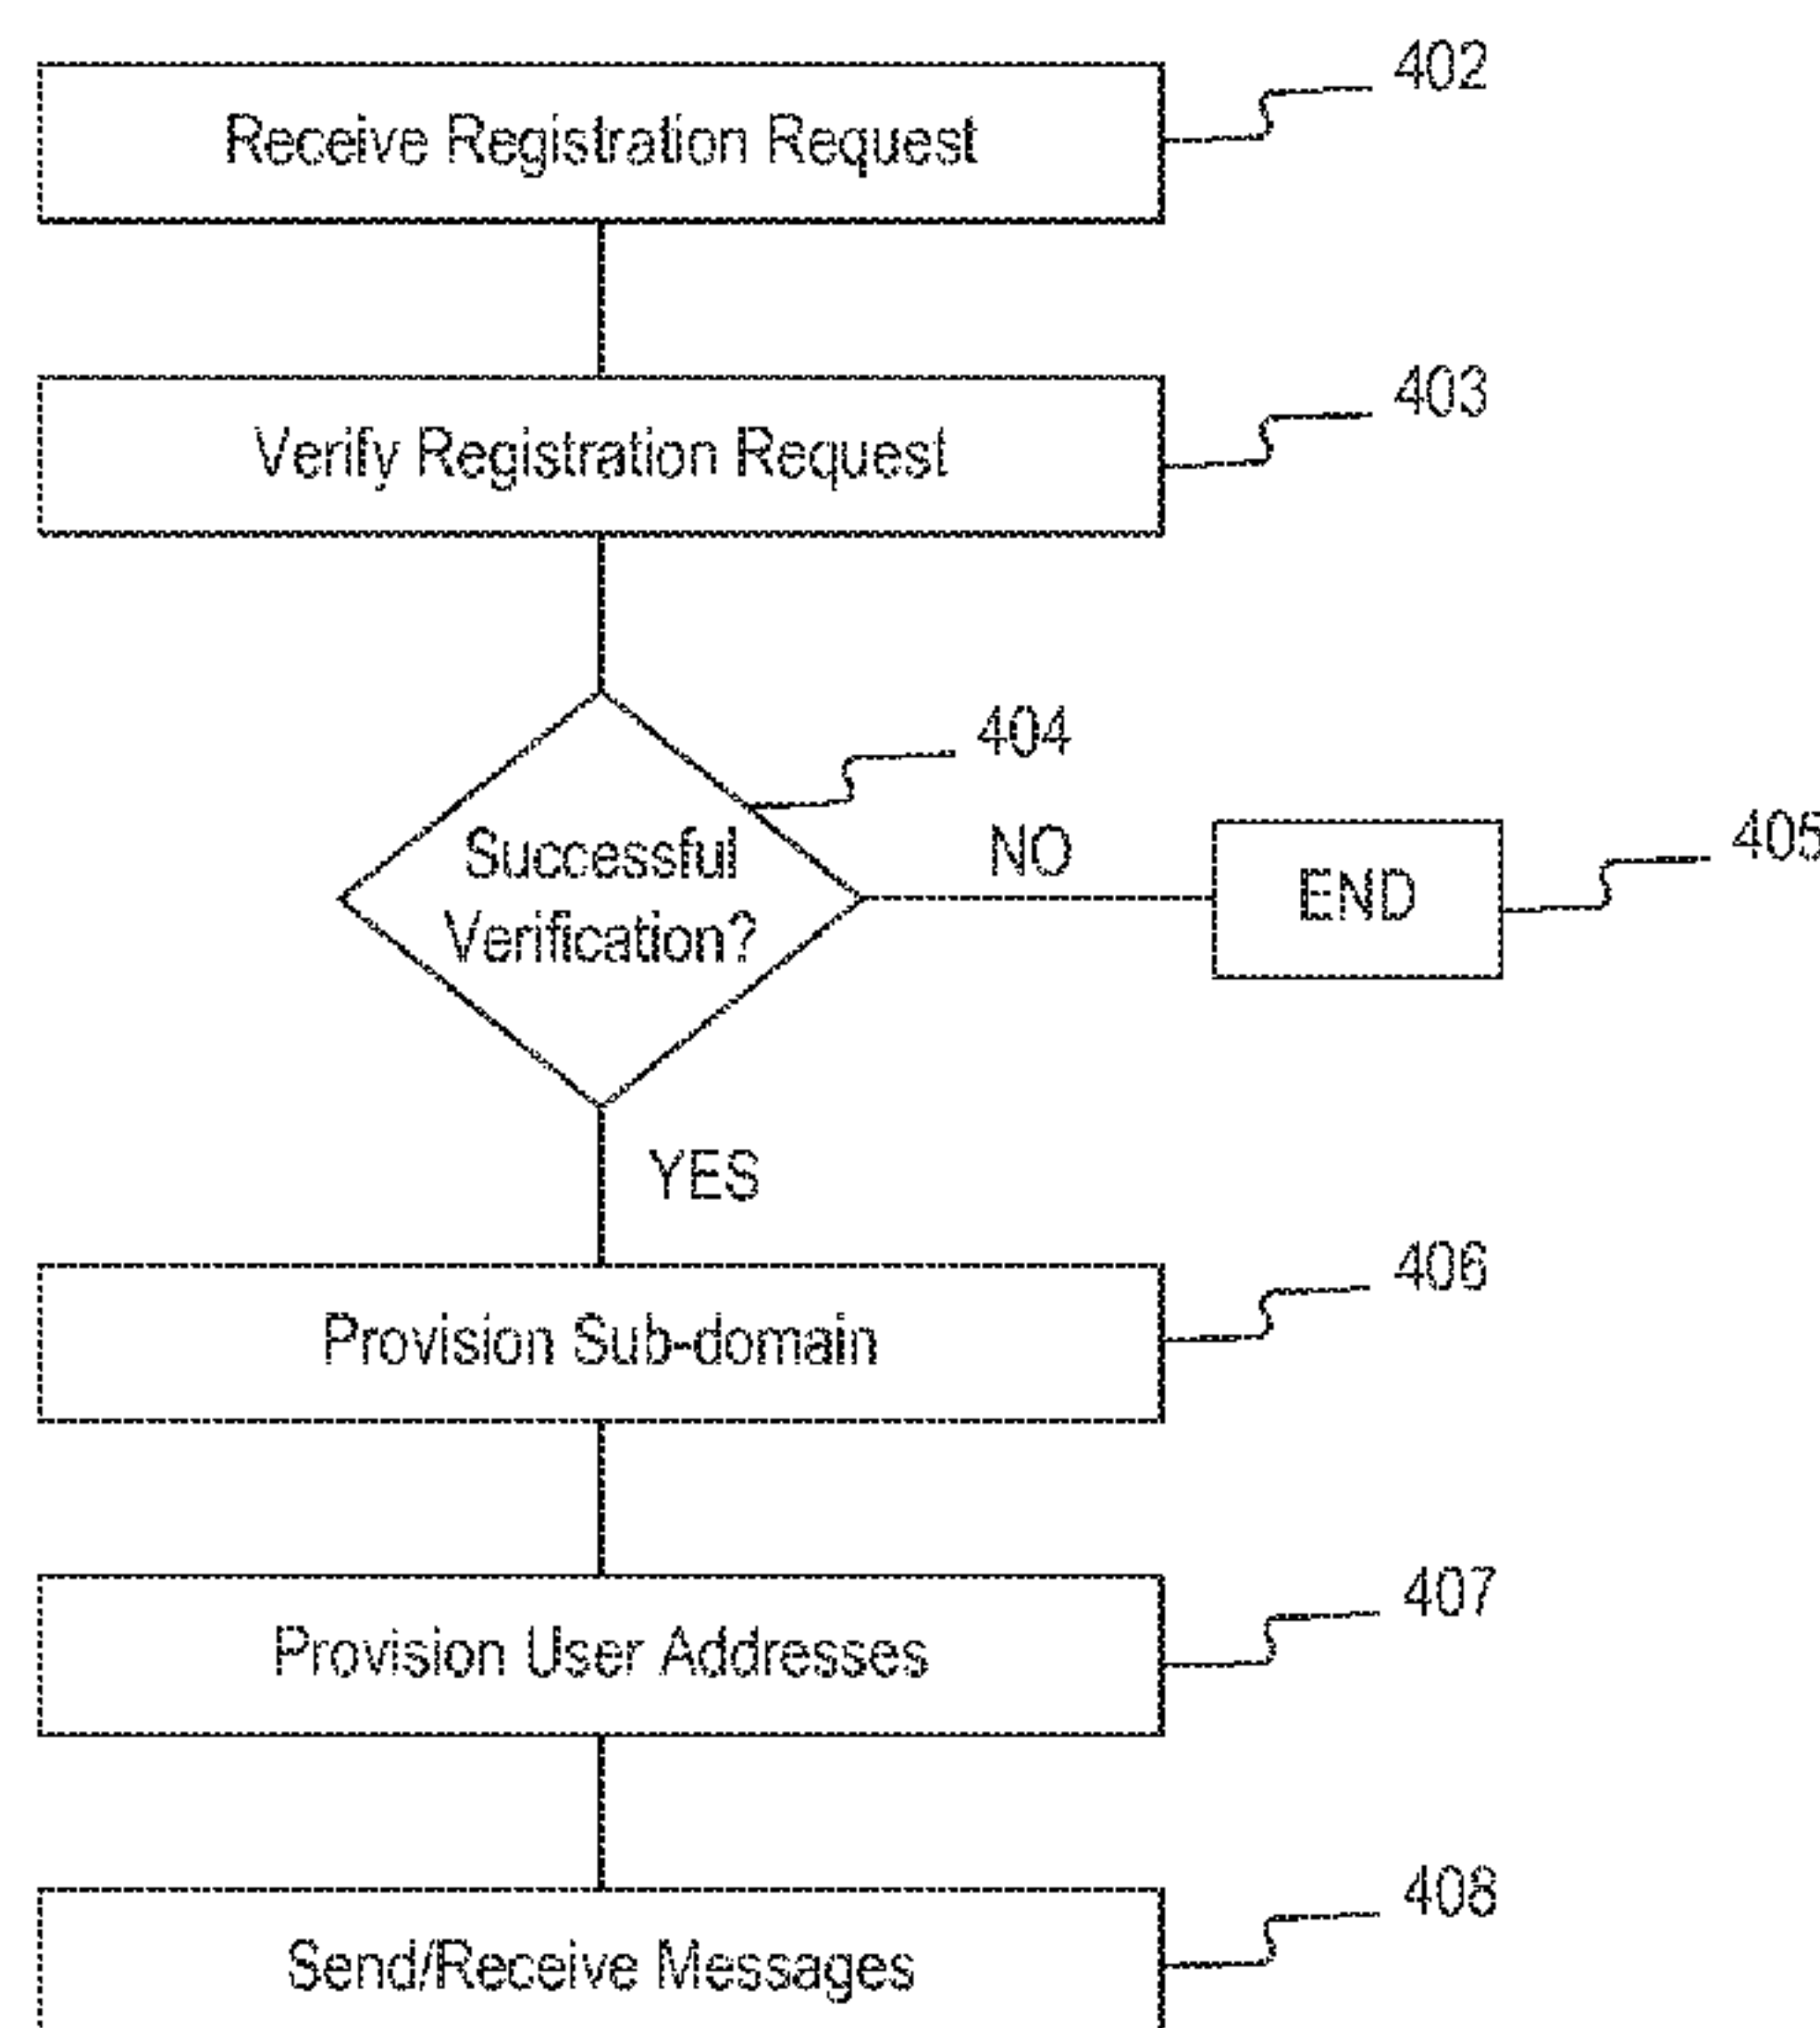 402
Receive Registration Request
403
Verify Registration Request
404
Successful
Verification?
NO
END
405
YES
406
Provision Sub-domain
407
Provision User Addresses
408
Send/Receive Messages